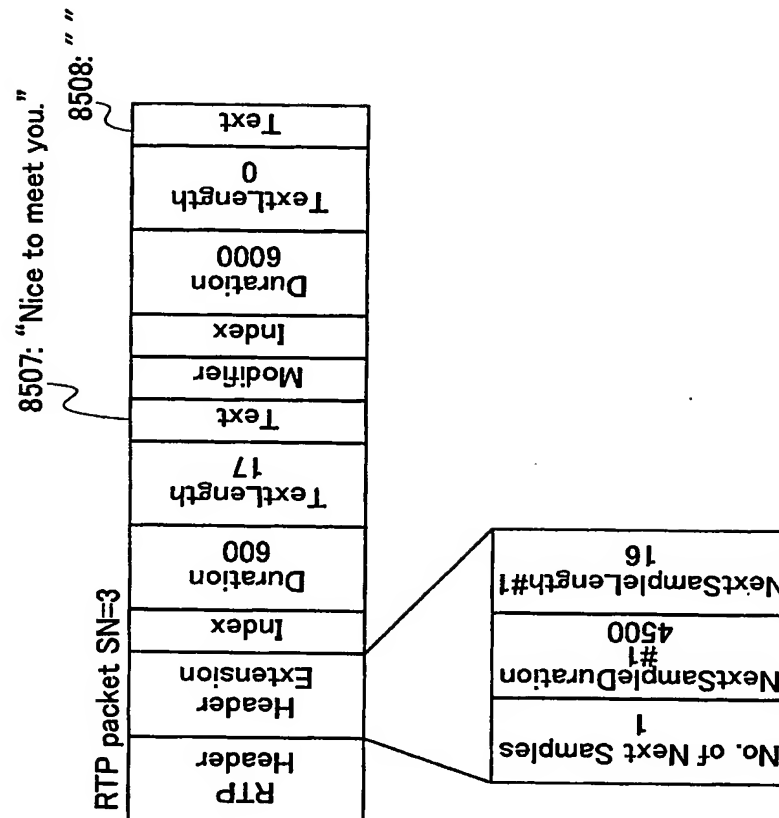 RTP packet SN=3
RTP
Header
Header
Extension
Index
Duration
600
TextLength
17
Text
Modifier
Index
Duration
6000
TextLength
0
Text
8507: “Nice to meet you.”
8508: “ ”
No. of Next Samples
1
NextSampleDuration
#1
4500
NextSampleLength#1
16